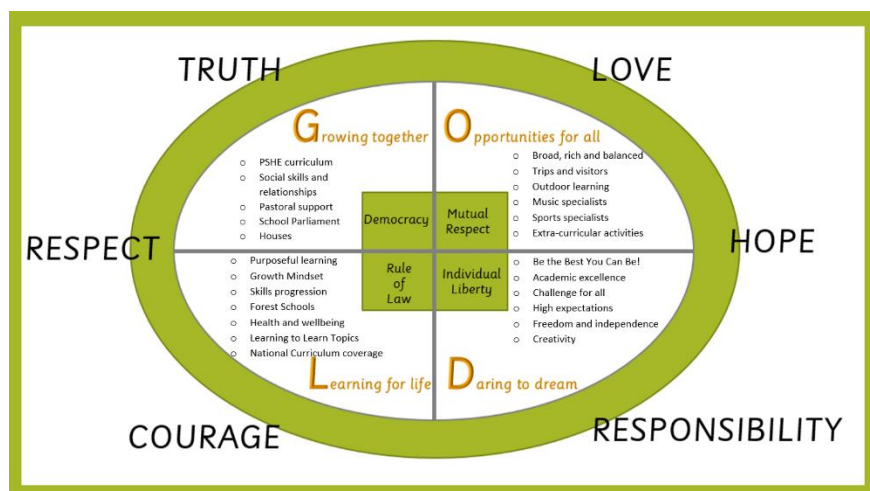 TRUTH
LOVE
Growing together
Opportunities for all
o PSHE curriculum
o Social skills and
relationships
o Pastoral support
o School Parliament
o Houses
o Broad, rich and balanced
o Trips and visitors
o Outdoor learning
o Music specialists
o Sports specialists
o Extra-curricular activities
Democracy
Mutual
Respect
RESPECT
HOPE
o Purposeful learning
o Growth Mindset
o Skills progression
o Forest Schools
o Health and wellbeing
o Learning to Learn Topics
o National Curriculum coverage
Rule
of
Law
Individual
Liberty
o Be the Best You Can Be!
o Academic excellence
o Challenge for all
o High expectations
o Freedom and independence
o Creativity
Learning for life
Daring to dream
COURAGE
RESPONSIBILITY